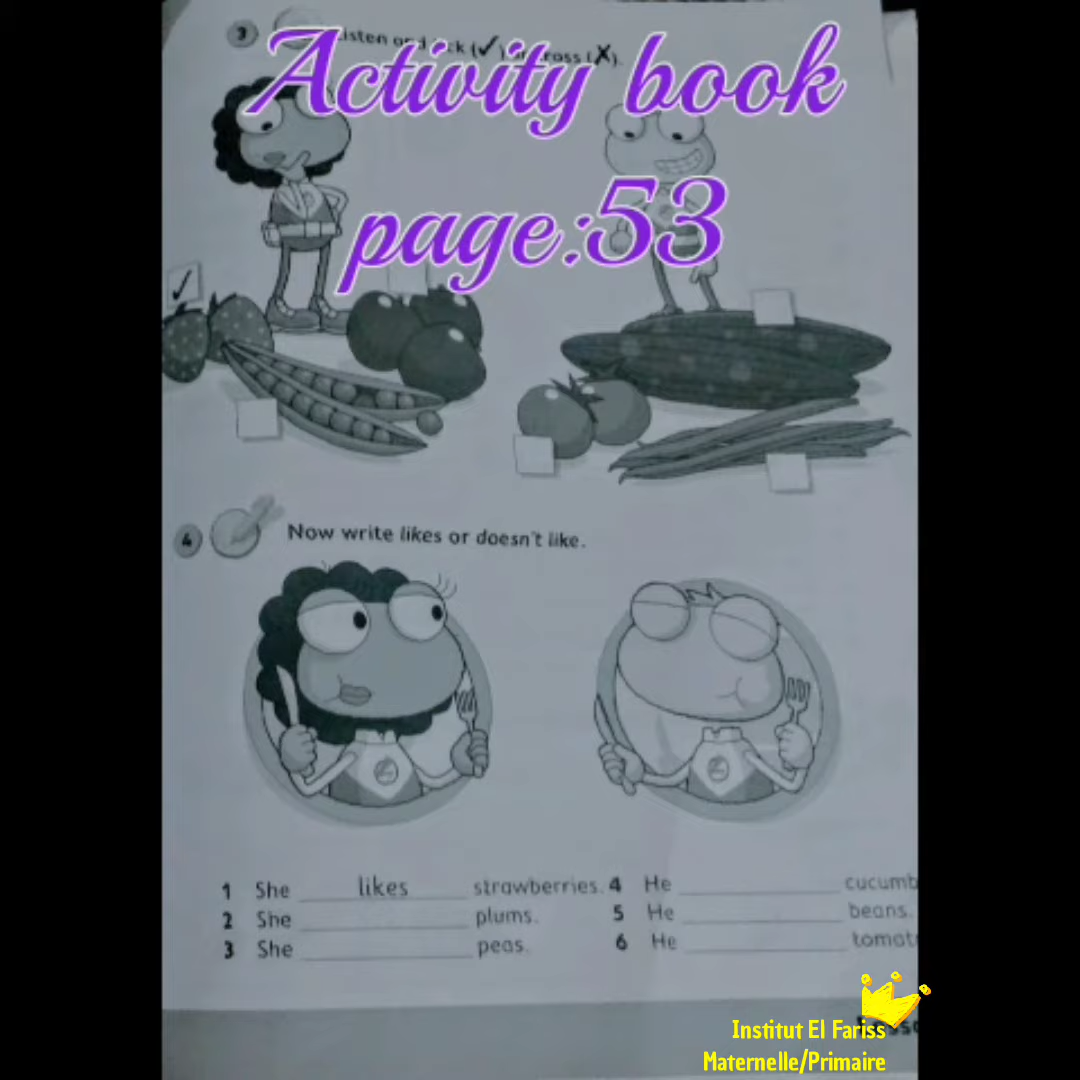 3 Listen and tick (✓) or cross (✗).
Activity book
page:53
4 Now write likes or doesn't like.
1 She likes strawberries.
2 She plums.
3 She peas.
4 He
5 He beans.
6 He
Institut El Fariss
Maternelle/Primaire